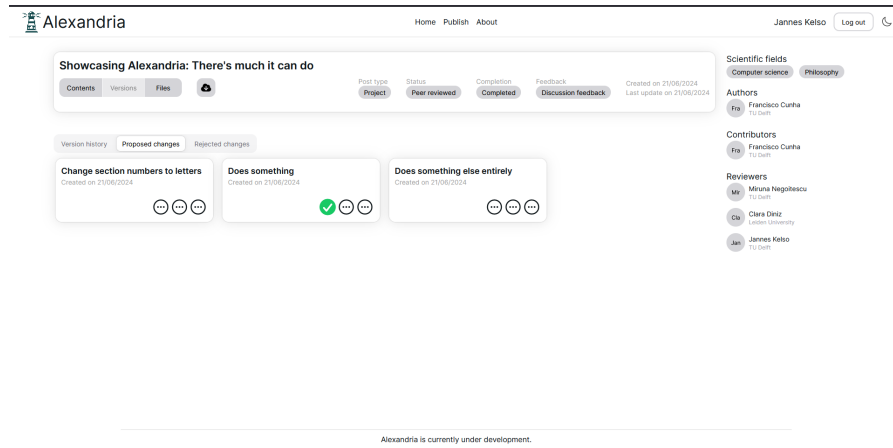 Alexandria
Home Publish About
Jannes Kelso Log out
Showcasing Alexandria: There's much it can do
Contents Versions Files
Post type Status Completion Feedback
Project Peer reviewed Completed Discussion feedback
Created on 21/06/2024
Last update on 21/06/2024
Version history Proposed changes Rejected changes
Change section numbers to letters
Created on 21/06/2024
Does something
Created on 21/06/2024
Does something else entirely
Created on 21/06/2024
Scientific fields
Computer science Philosophy
Authors
Fra Francisco Cunha
TU Delft
Contributors
Fra Francisco Cunha
TU Delft
Reviewers
Mir Miruna Negoitescu
TU Delft
Cla Clara Diniz
Leiden University
Jan Jannes Kelso
TU Delft
Alexandria is currently under development.